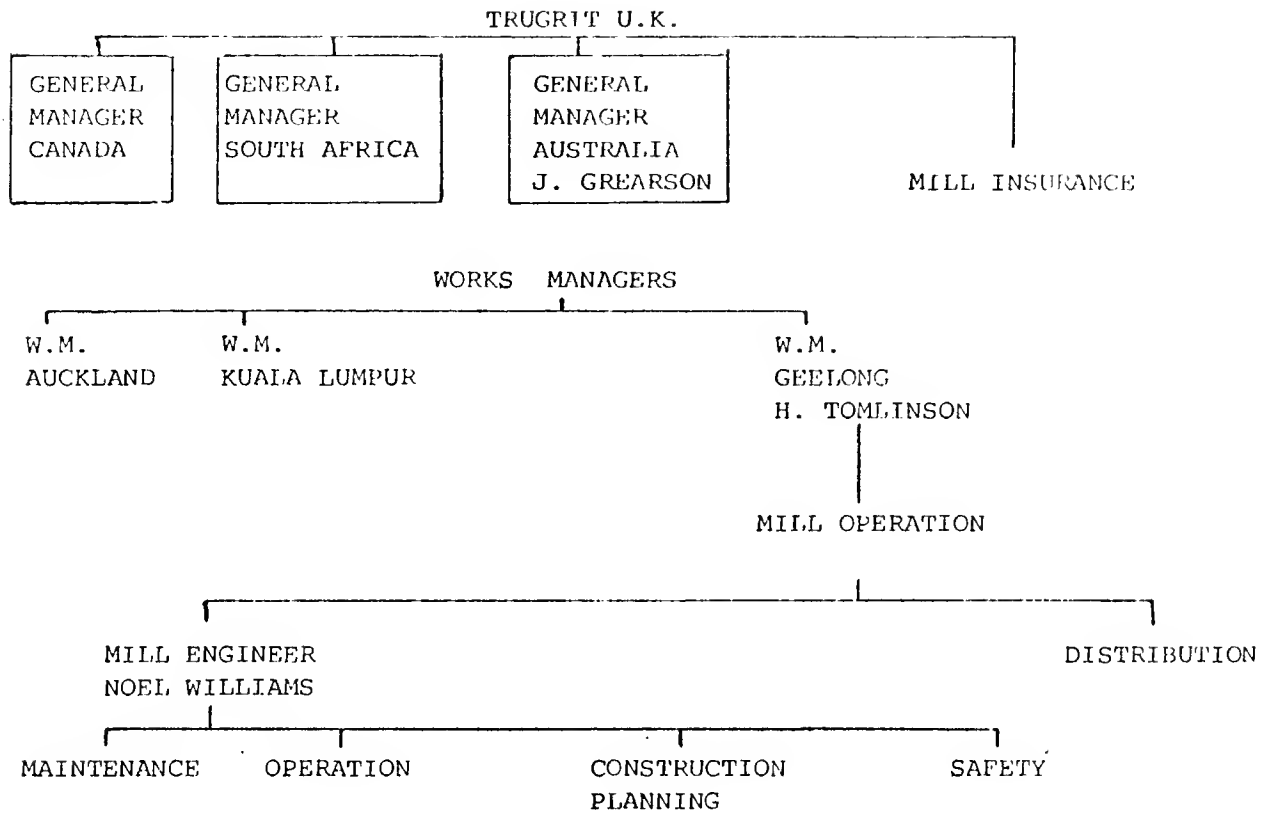 TRUGRIT U.K.
GENERAL
MANAGER
CANADA
GENERAL
MANAGER
SOUTH AFRICA
GENERAL
MANAGER
AUSTRALIA
J. GREARSON
MILL INSURANCE
WORKS MANAGERS
W.M.
AUCKLAND
W.M.
KUALA LUMPUR
W.M.
GEELONG
H. TOMLINSON
MILL OPERATION
MILL ENGINEER
NOEL WILLIAMS
DISTRIBUTION
MAINTENANCE
OPERATION
CONSTRUCTION
PLANNING
SAFETY